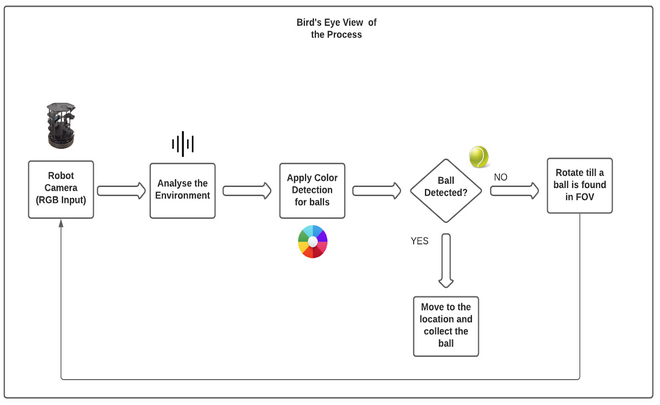 Bird's Eye View of
the Process
Robot
Camera
(RGB Input)
Analyse the
Environment
Apply Color
Detection
for balls
Ball
Detected?
NO
Rotate till a
ball is found
in FOV
YES
Move to the
location and
collect the
ball